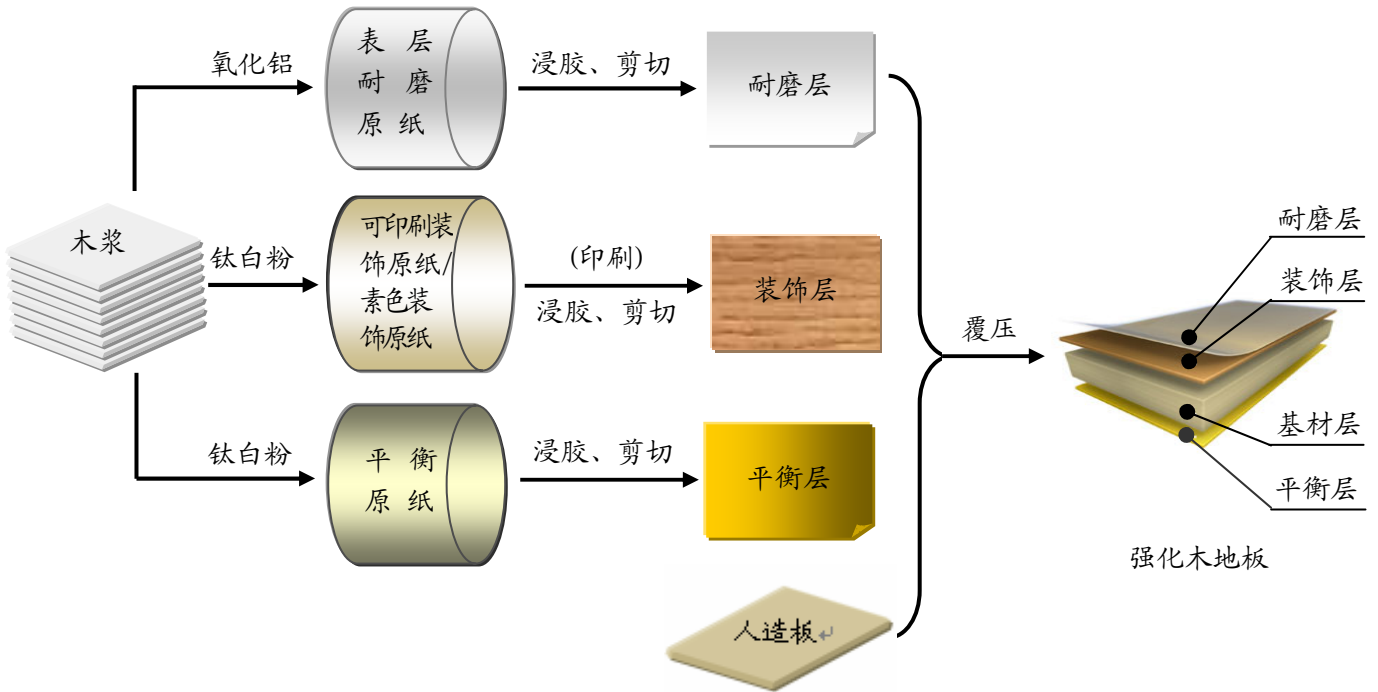 氧化铝
表 层
耐 磨
原 纸
浸胶、剪切
耐磨层
木浆
钛白粉
可印刷装
饰原纸/
素色装
饰原纸
(印刷)
浸胶、剪切
装饰层
钛白粉
平 衡
原 纸
浸胶、剪切
平衡层
人造板
覆压
耐磨层
装饰层
基材层
平衡层
强化木地板